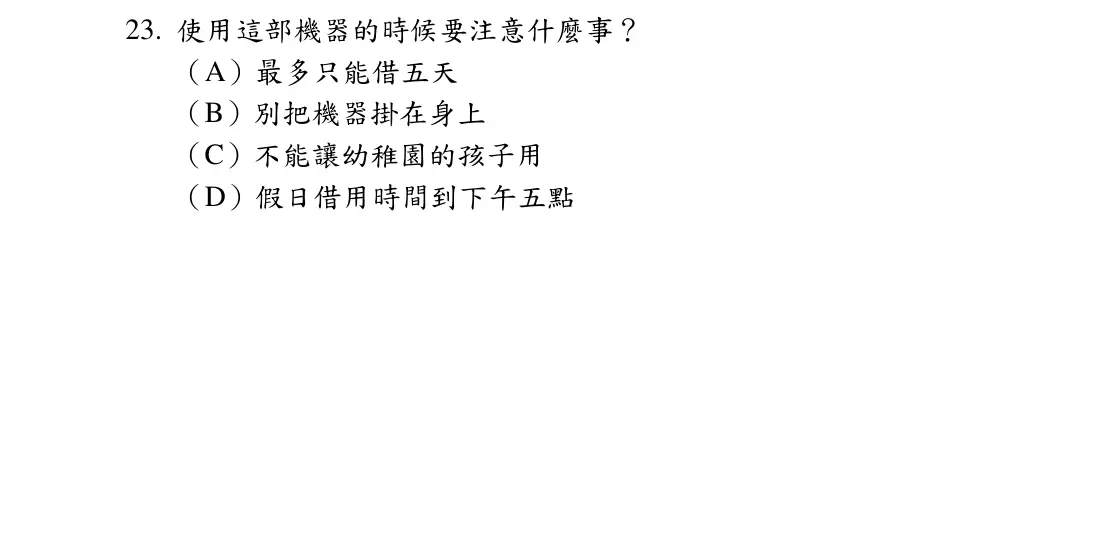 23. 使用這部機器的時候要注意什麼事？
（A）最多只能借五天
（B）別把機器掛在身上
（C）不能讓幼稚園的孩子用
（D）假日借用時間到下午五點